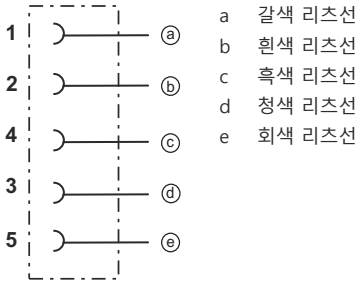 1 ⓐ
2 ⓑ
4 ⓒ
3 ⓓ
5 ⓔ
a 갈색 리츠선
b 흰색 리츠선
c 흑색 리츠선
d 청색 리츠선
e 회색 리츠선